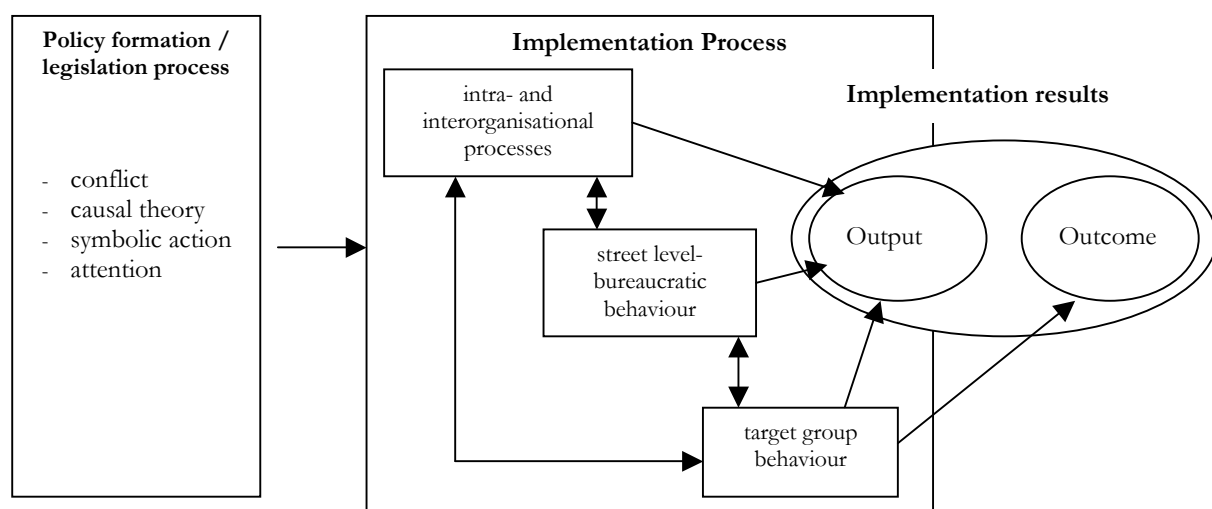 Policy formation /
legislation process
- conflict
- causal theory
- symbolic action
- attention
Implementation Process
intra- and
interorganisational
processes
street level-
bureaucratic
behaviour
target group
behaviour
Implementation results
Output
Outcome